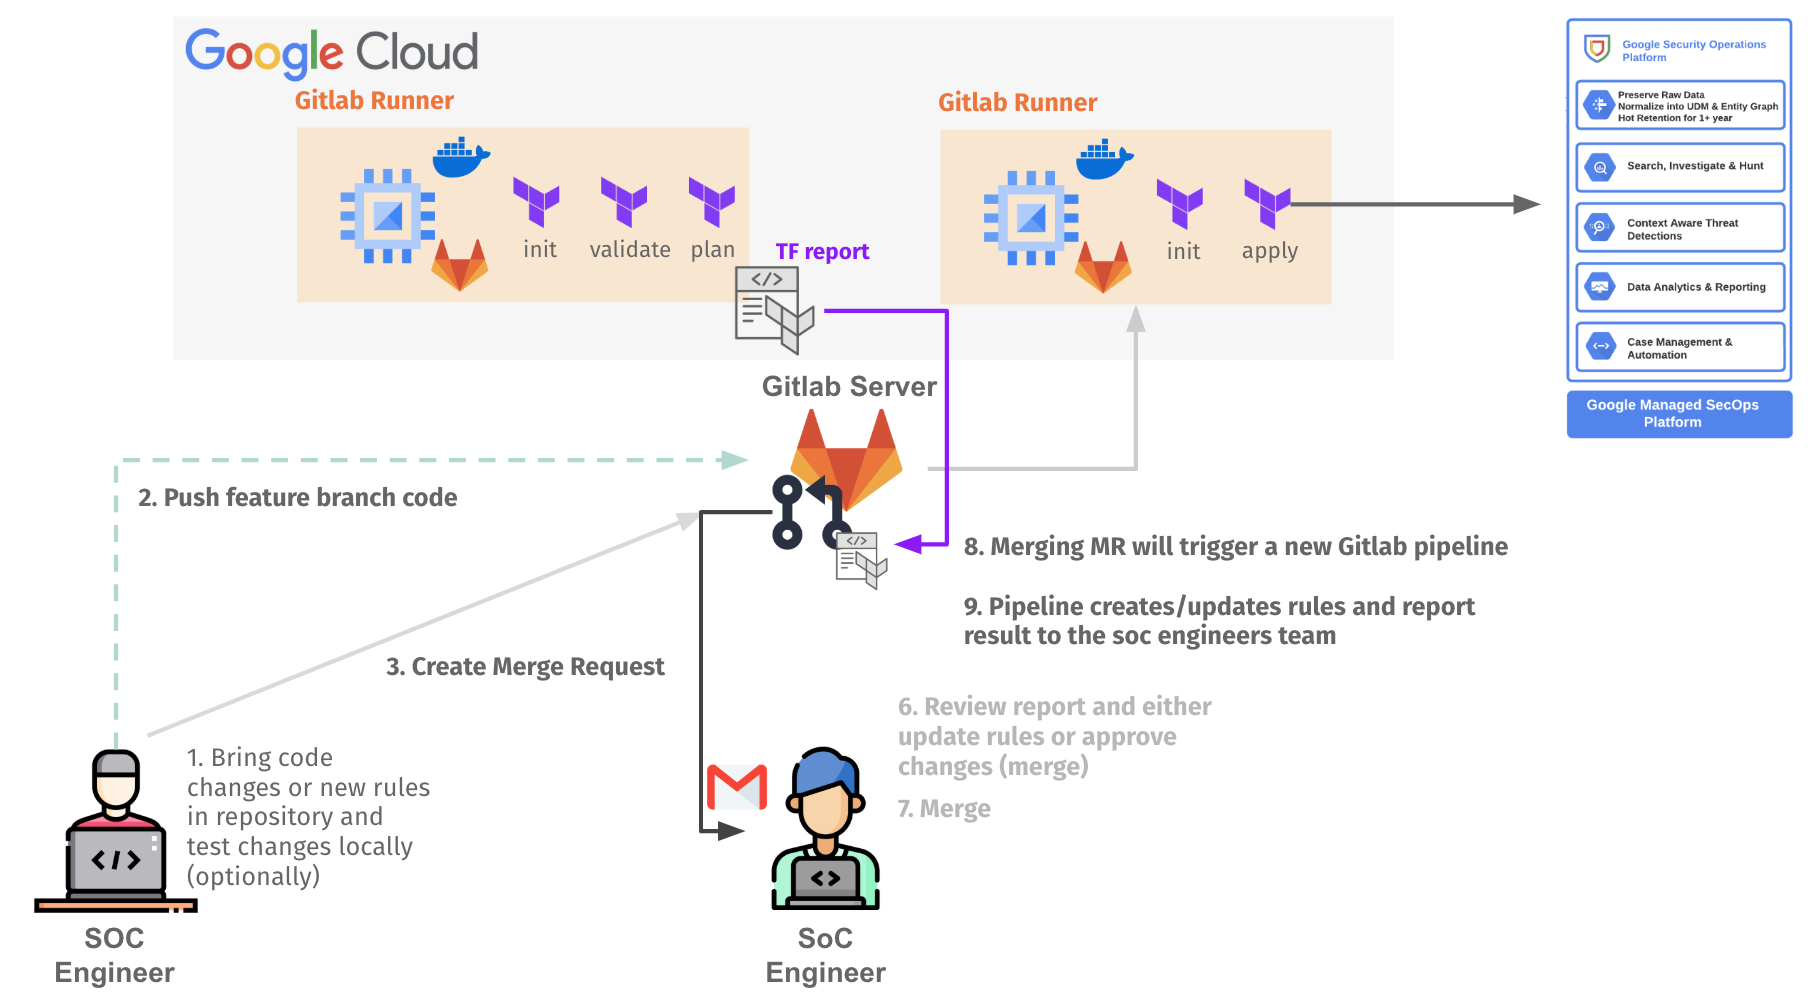 Google Cloud
Gitlab Runner
init
validate
plan
TF report
Gitlab Runner
init
apply
Google Security Operations
Platform
Preserve Raw Data
Normalize into UDM & Entity Graph
Hot Retention for 1+ year
Search, Investigate & Hunt
Context Aware Threat
Detections
Data Analytics & Reporting
Case Management &
Automation
Google Managed SecOps
Platform
Gitlab Server
2. Push feature branch code
3. Create Merge Request
8. Merging MR will trigger a new Gitlab pipeline
9. Pipeline creates/updates rules and report
result to the soc engineers team
6. Review report and either
update rules or approve
changes (merge)
7. Merge
1. Bring code
changes or new rules
in repository and
test changes locally
(optionally)
SOC
Engineer
SoC
Engineer